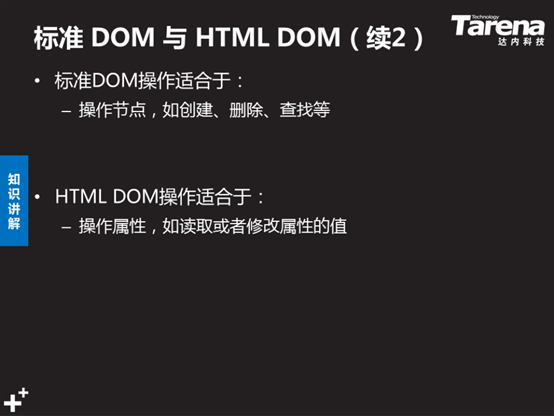 标准 DOM 与 HTML DOM（续2）
Technology
Tarena
达内科技
• 标准DOM操作适合于：
– 操作节点，如创建、删除、查找等
知识讲解
• HTML DOM操作适合于：
– 操作属性，如读取或者修改属性的值